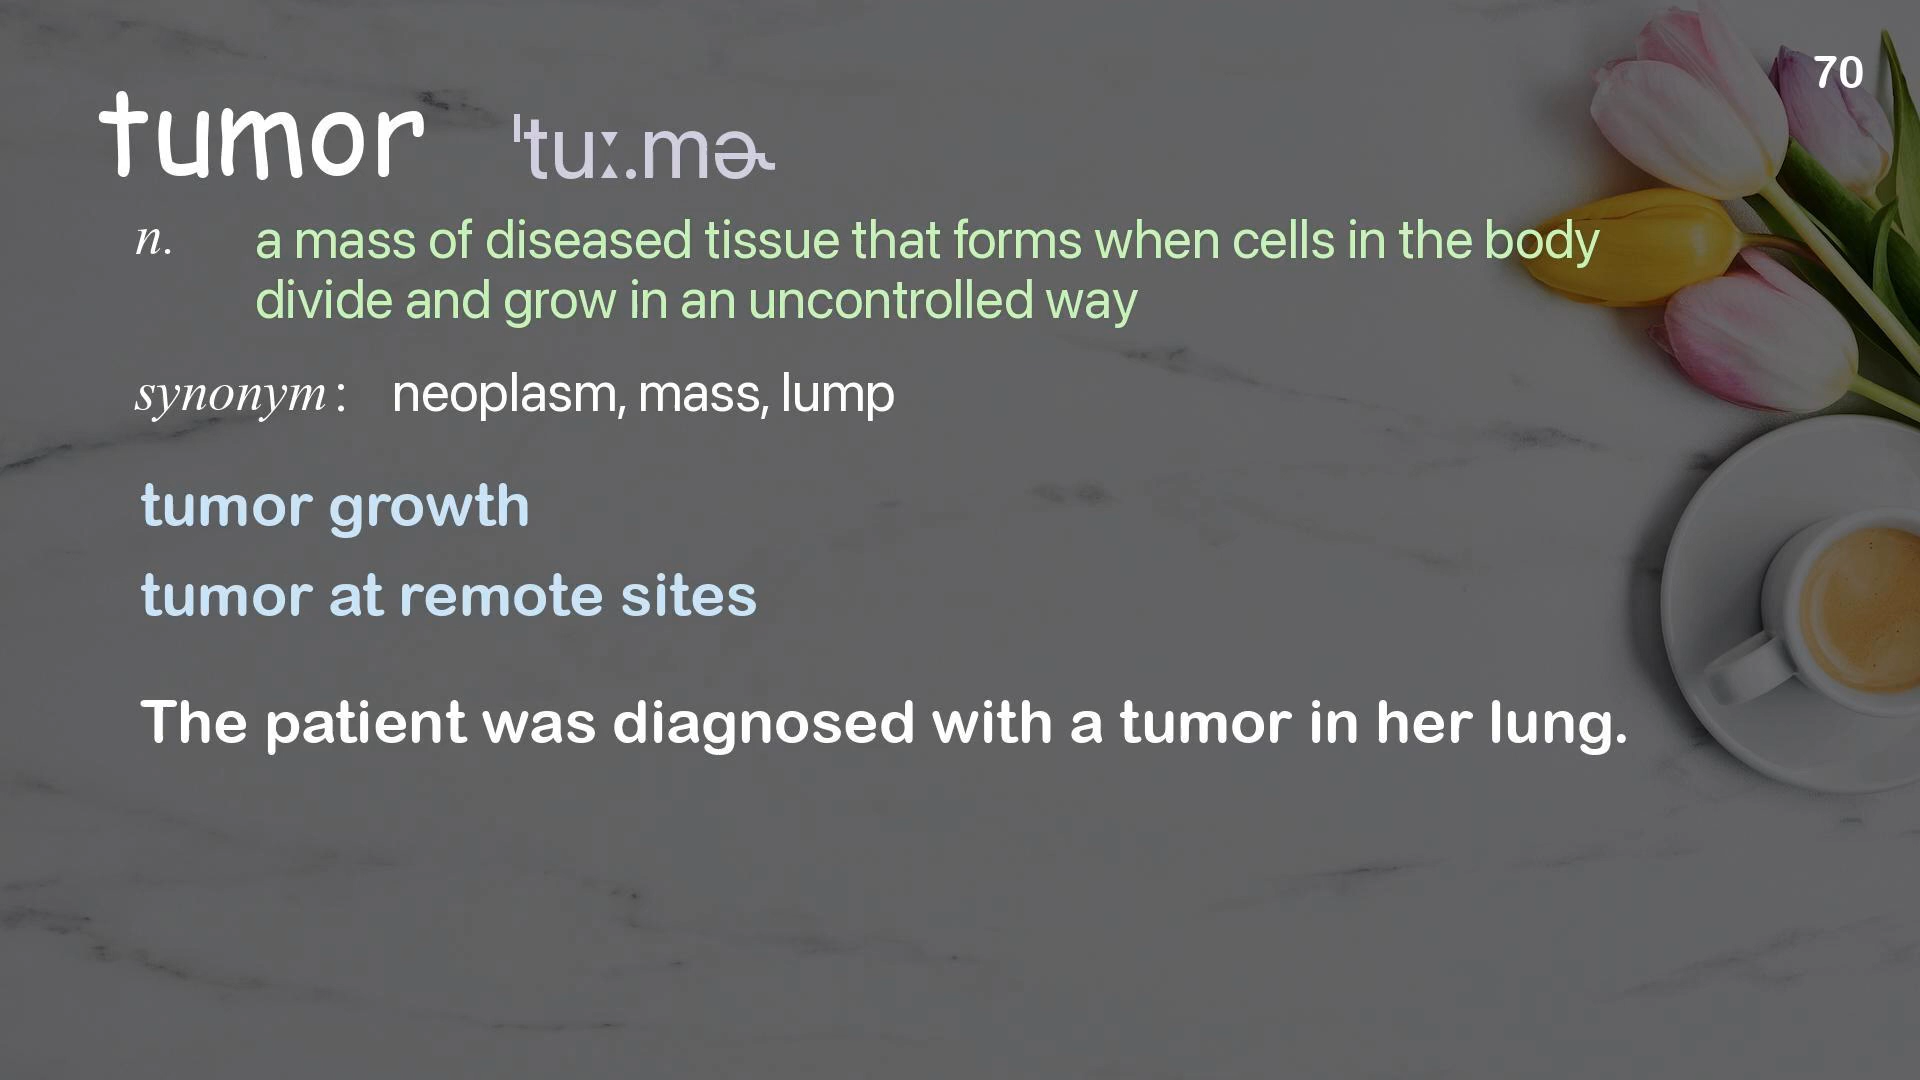 70
tumor ˈtuː.mɚ
n. a mass of diseased tissue that forms when cells in the body
divide and grow in an uncontrolled way
synonym: neoplasm, mass, lump
tumor growth
tumor at remote sites
The patient was diagnosed with a tumor in her lung.